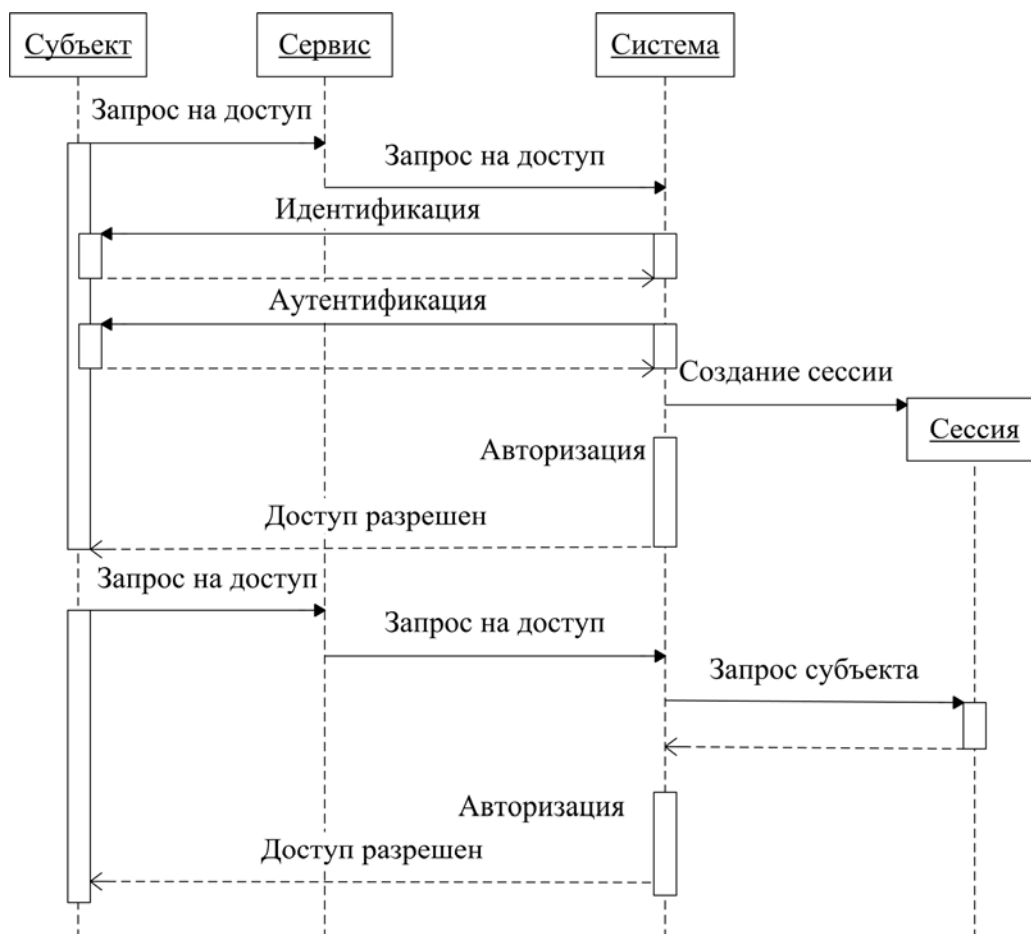 Субъект
Сервис
Система
Запрос на доступ
Запрос на доступ
Идентификация
Аутентификация
Создание сессии
Сессия
Авторизация
Доступ разрешен
Запрос на доступ
Запрос на доступ
Запрос субъекта
Авторизация
Доступ разрешен